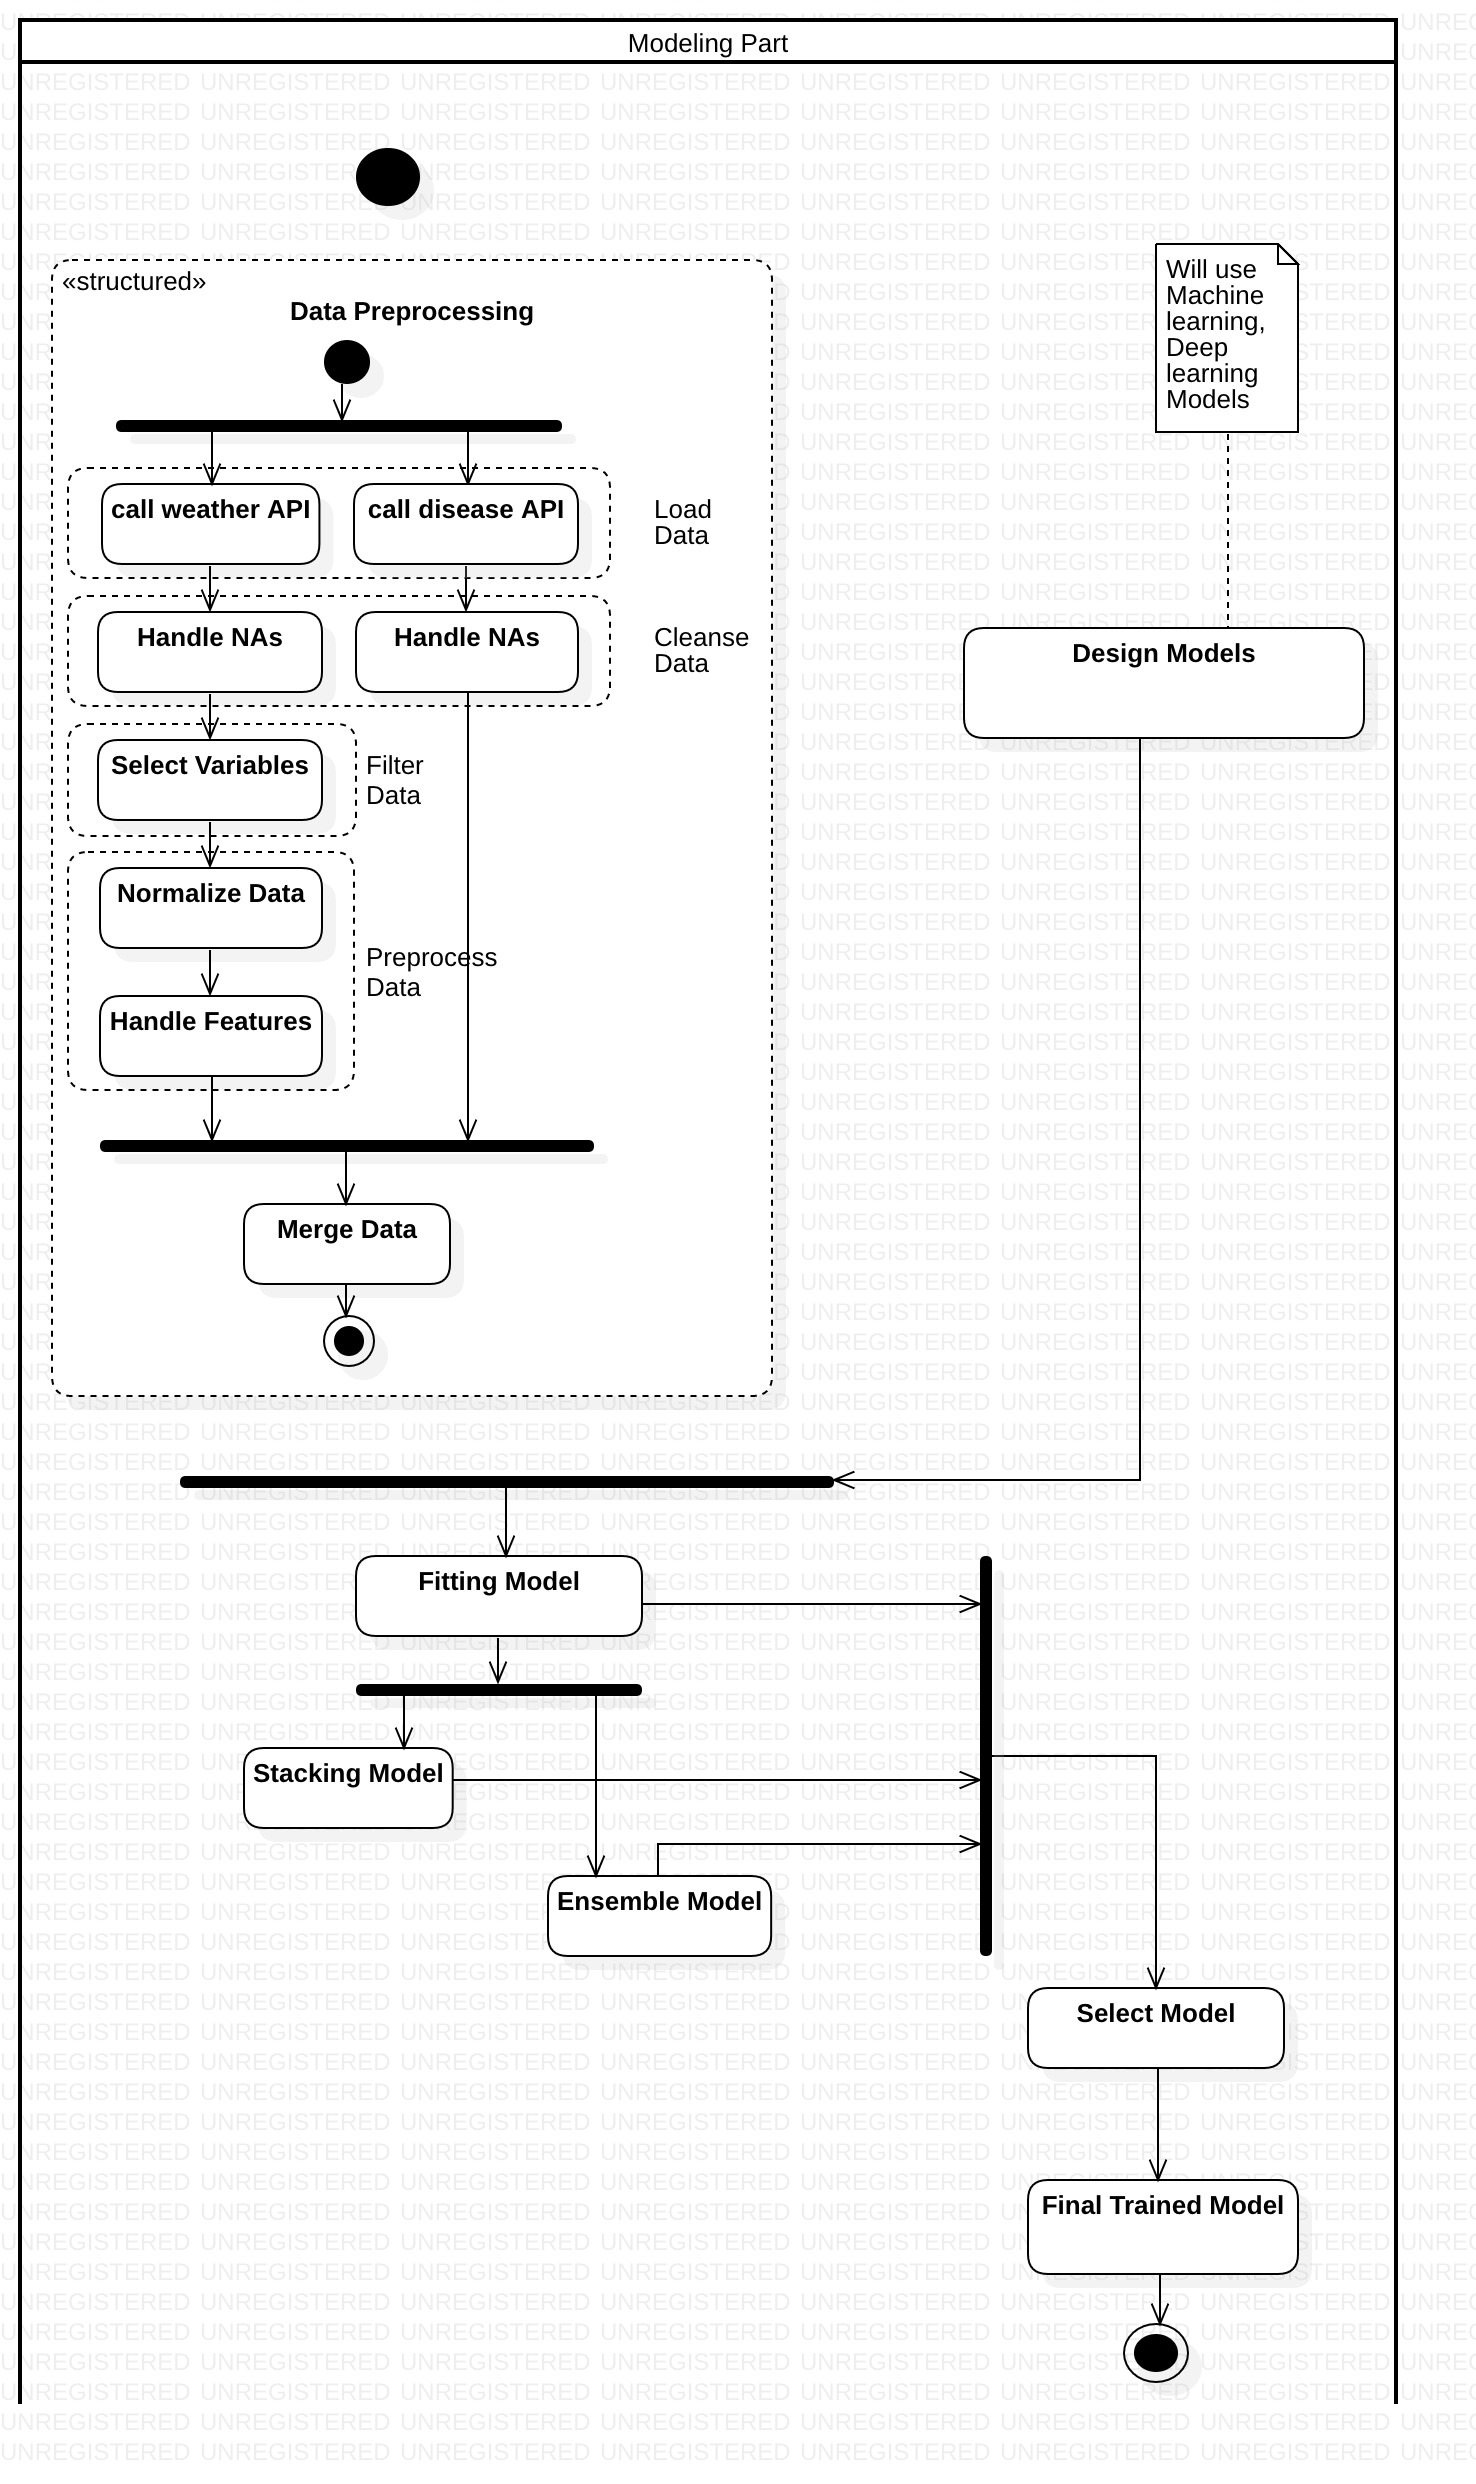 Modeling Part
«structured»
Data Preprocessing
Will use
Machine
learning,
Deep
learning
Models
call weather API
call disease API
Load
Data
Handle NAs
Handle NAs
Cleanse
Data
Design Models
Select Variables
Filter
Data
Normalize Data
Preprocess
Data
Handle Features
Merge Data
Fitting Model
Stacking Model
Ensemble Model
Select Model
Final Trained Model
UNREGISTERED